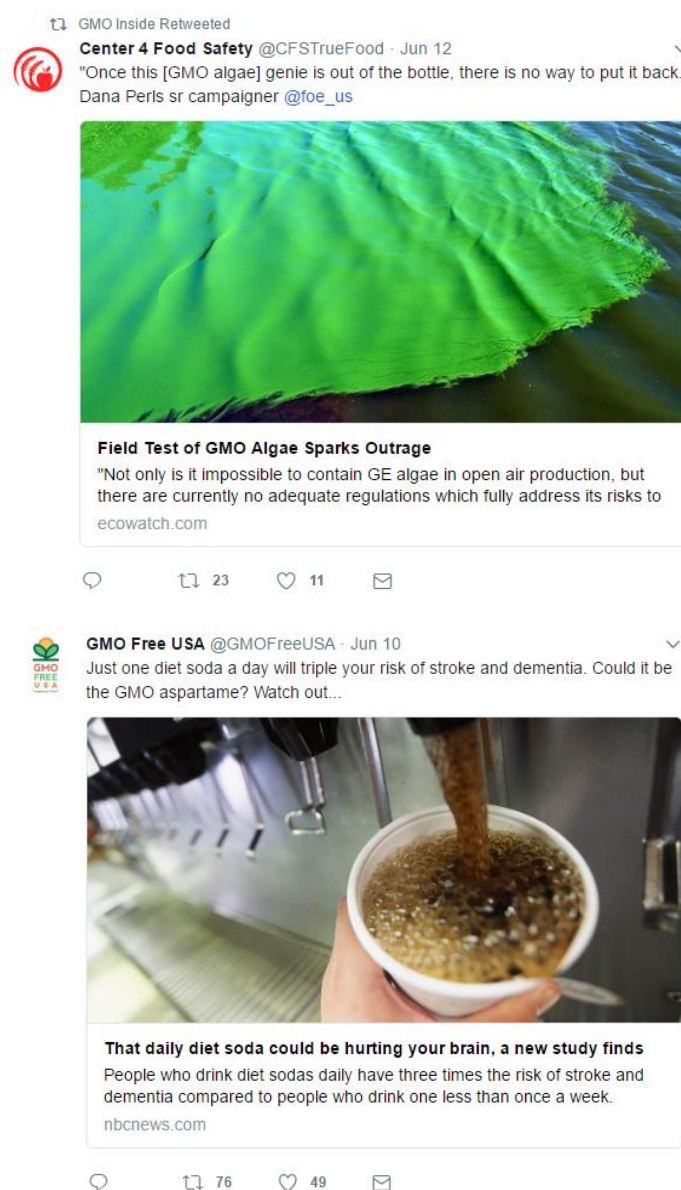 GMO Inside Retweeted
Center 4 Food Safety @CFSTrueFood · Jun 12
"Once this [GMO algae] genie is out of the bottle, there is no way to put it back.
Dana Perls sr campaigner @foe_us
Field Test of GMO Algae Sparks Outrage
"Not only is it impossible to contain GE algae in open air production, but
there are currently no adequate regulations which fully address its risks to
ecowatch.com
23 11
GMO Free USA @GMOFreeUSA · Jun 10
GMO
FREE
USA
Just one diet soda a day will triple your risk of stroke and dementia. Could it be
the GMO aspartame? Watch out...
That daily diet soda could be hurting your brain, a new study finds
People who drink diet sodas daily have three times the risk of stroke and
dementia compared to people who drink one less than once a week.
nbcnews.com
76 49